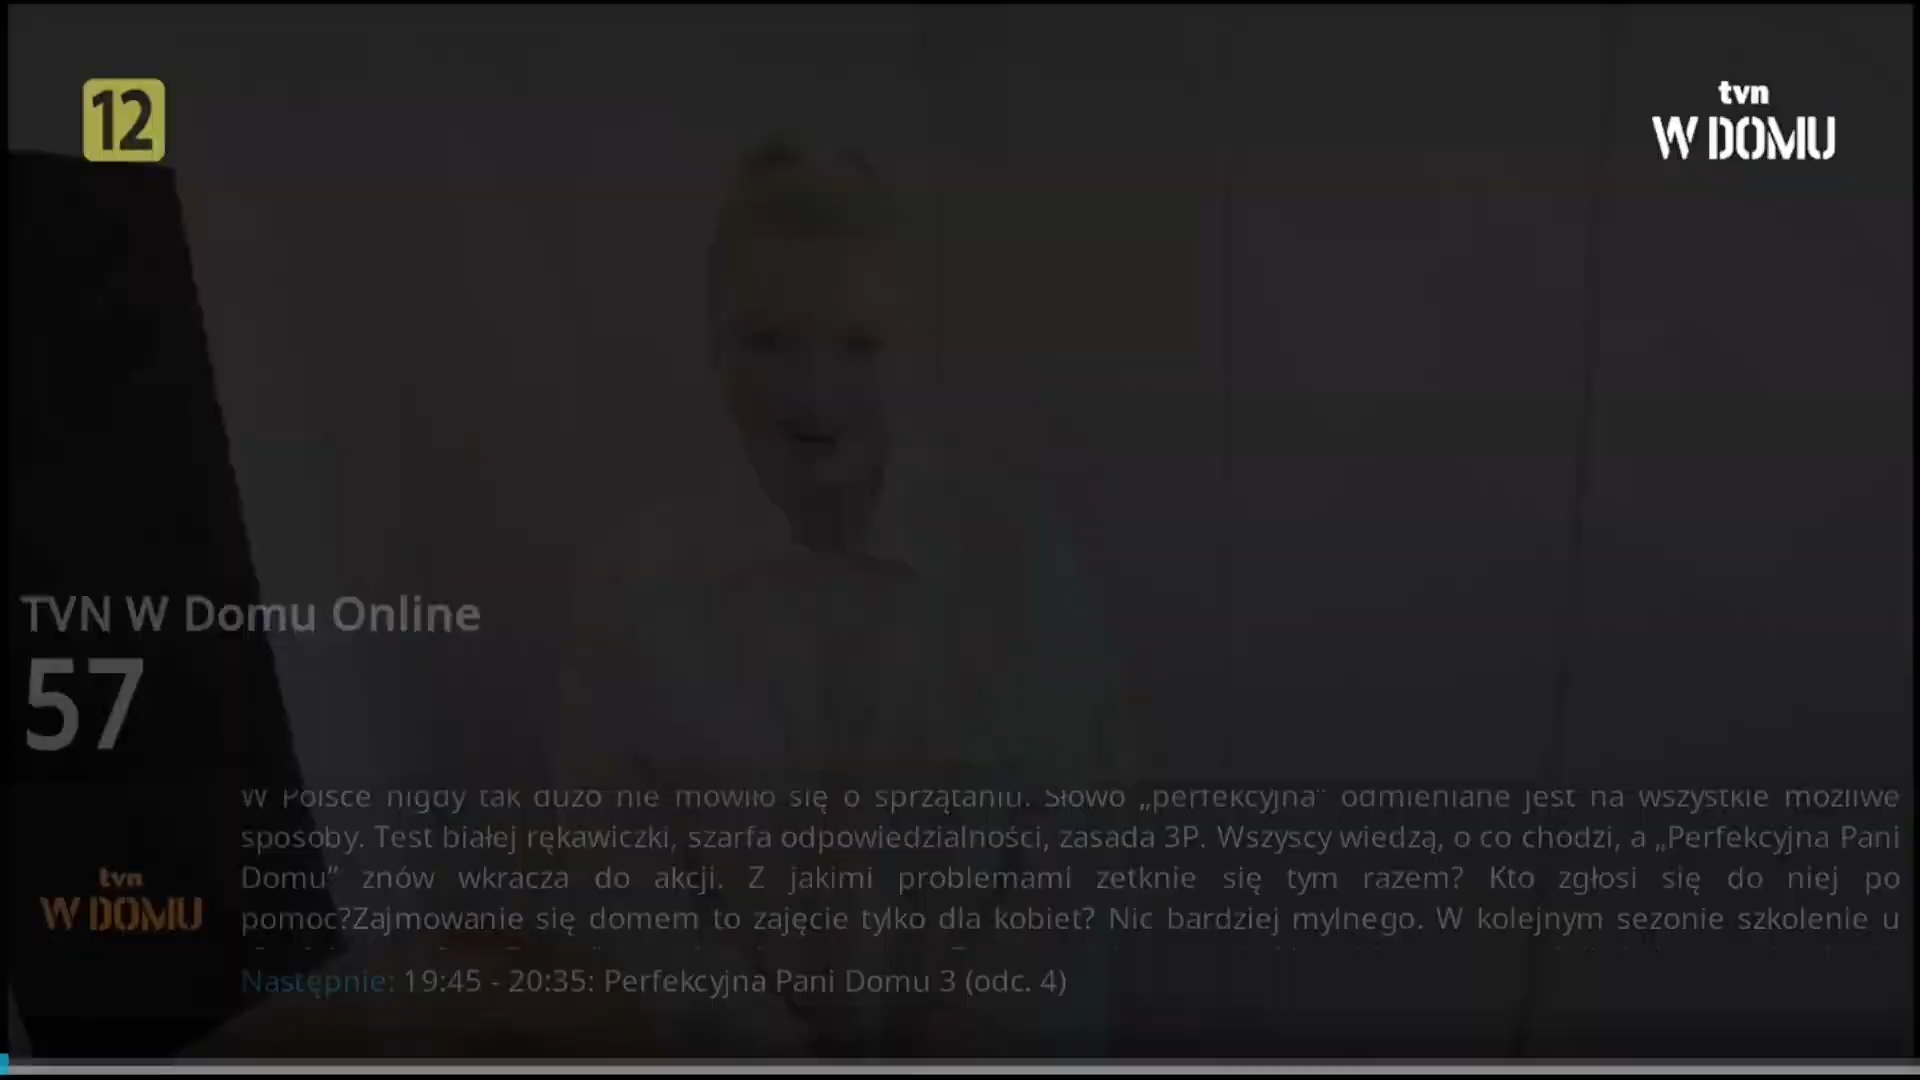 12
tvn
W DOMU
TVN W Domu Online
57
W Polsce nigdy tak dużo nie mówiło się o sprzątaniu. Słowo „perfekcyjna” odmieniane jest na wszystkie możliwe
sposoby. Test białej rękawiczki, szarfa odpowiedzialności, zasada 3P. Wszyscy wiedzą, o co chodzi, a „Perfekcyjna Pani
Domu” znów wkracza do akcji. Z jakimi problemami zetknie się tym razem? Kto zgłosi się do niej po
pomoc?Zajmowanie się domem to zajęcie tylko dla kobiet? Nic bardziej mylnego. W kolejnym sezonie szkolenie u
tvn
W DOMU
Następnie: 19:45 - 20:35: Perfekcyjna Pani Domu 3 (odc. 4)